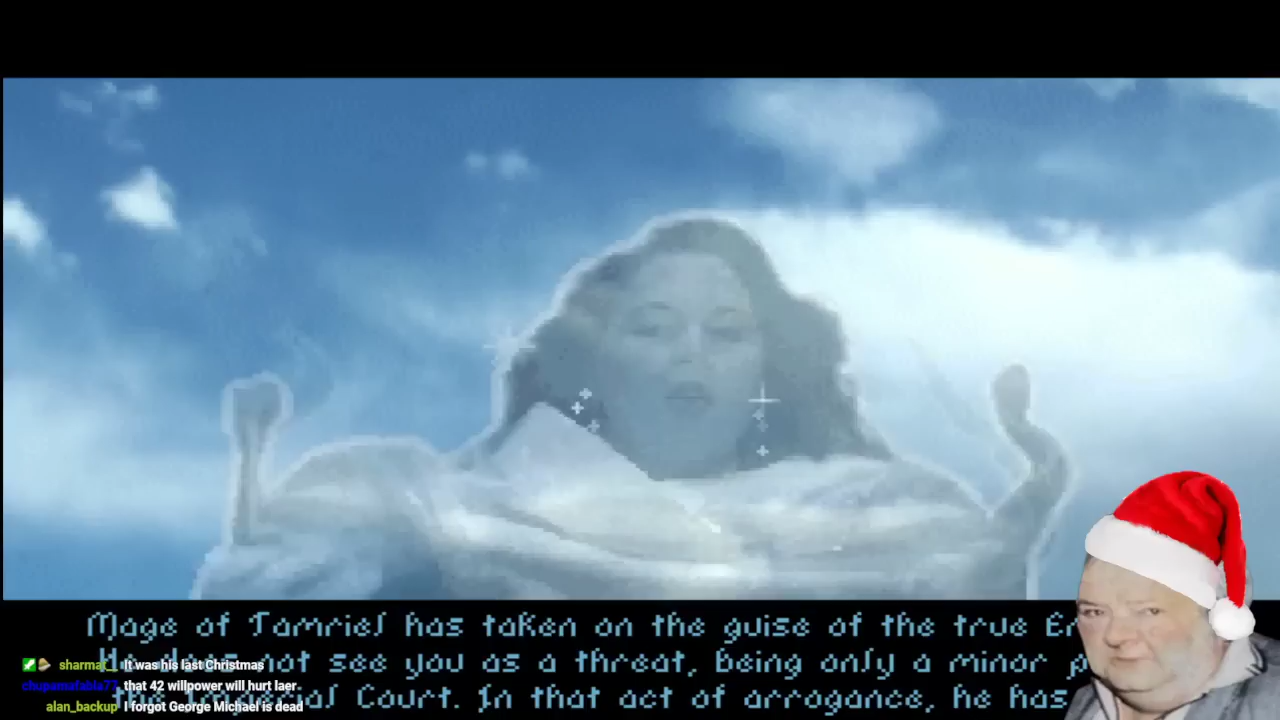 Mage of Tamriel has taken on the guise of the true
not see you as a threat, being only a minor
Court. In that act of arrogance, he has
It was his last Christmas
chupamafabla77 that 42 willpower will hurt laer
alan_backup I forgot George Michael is dead